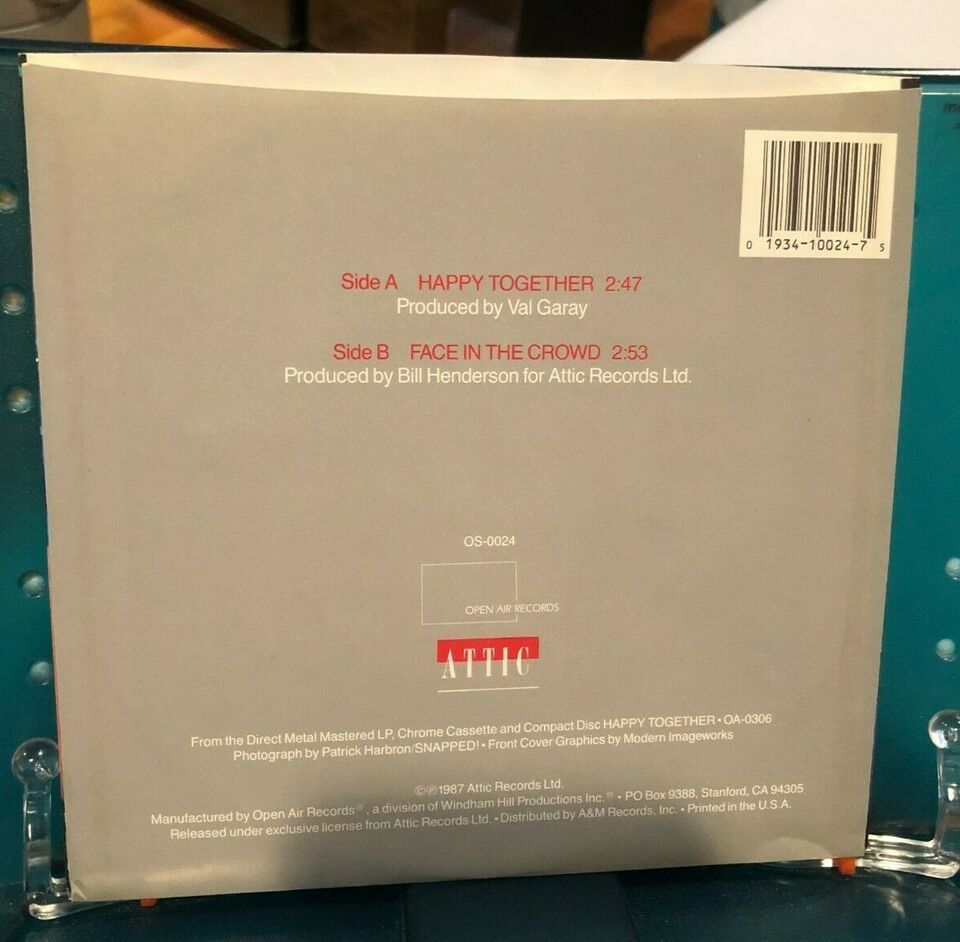 0 1934-10024-7 5
Side A HAPPY TOGETHER 2:47
Produced by Val Garay
Side B FACE IN THE CROWD 2:53
Produced by Bill Henderson for Attic Records Ltd.
OS-0024
OPEN AIR RECORDS
ATTIC
From the Direct Metal Mastered LP, Chrome Cassette and Compact Disc HAPPY TOGETHER • OA-0306
Photograph by Patrick Harbron/SNAPPED! • Front Cover Graphics by Modern Imageworks
©℗1987 Attic Records Ltd.
Manufactured by Open Air Records®, a division of Windham Hill Productions Inc.® • PO Box 9388, Stanford, CA 94305
Released under exclusive license from Attic Records Ltd. • Distributed by A&M Records, Inc. • Printed in the U.S.A.